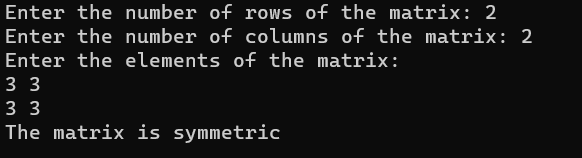 Enter the number of rows of the matrix: 2
Enter the number of columns of the matrix: 2
Enter the elements of the matrix:
3 3
3 3
The matrix is symmetric